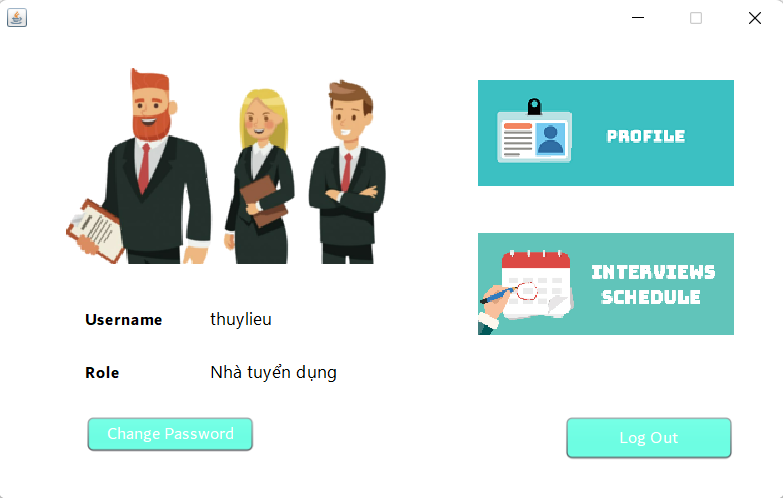 PROFILE
INTERVIEWS
SCHEDULE
Username thuylieu
Role Nhà tuyển dụng
Change Password
Log Out